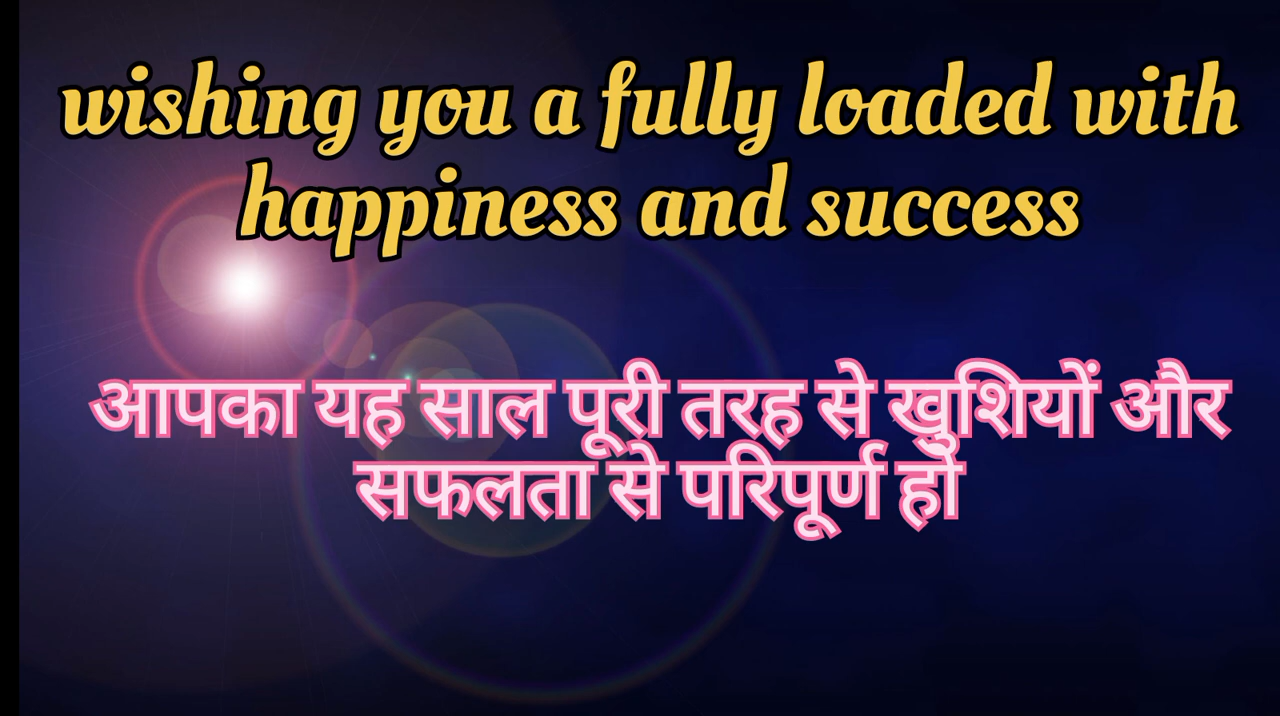 wishing you a fully loaded with
happiness and success
आपका यह साल पूरी तरह से खुशियों और
सफलता से परिपूर्ण हो